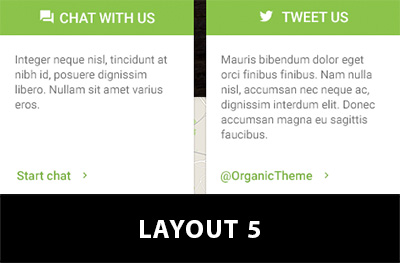 CHAT WITH US
Integer neque nisl, tincidunt at
nibh id, posuere dignissim
libero. Nullam sit amet varius
eros.
Start chat
TWEET US
Mauris bibendum dolor eget
orci finibus finibus. Nam nulla
nisl, accumsan nec neque ac,
dignissim interdum elit. Donec
accumsan magna eu sagittis
faucibus.
@OrganicTheme
LAYOUT 5